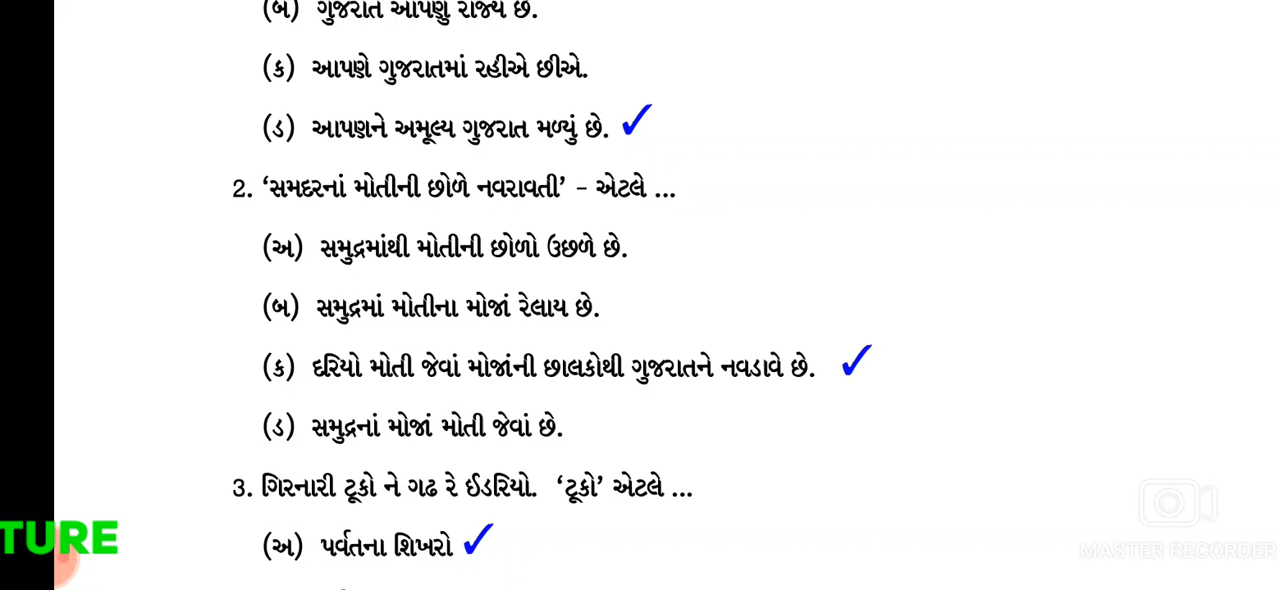 (બ) ગુજરાત આપણું રાજ્ય છે.
(ક) આપણે ગુજરાતમાં રહીએ છીએ.
(ડ) આપણને અમૂલ્ય ગુજરાત મળ્યું છે. ✓
2. ‘સમદરનાં મોતીની છોળે નવરાવતી’ – એટલે ...
(અ) સમુદ્રમાંથી મોતીની છોળો ઉછળે છે.
(બ) સમુદ્રમાં મોતીના મોજાં રેલાય છે.
(ક) દરિયો મોતી જેવાં મોજાંની છાલકોથી ગુજરાતને નવડાવે છે. ✓
(ડ) સમુદ્રનાં મોજાં મોતી જેવાં છે.
3. ગિરનારી ટૂકો ને ગઢ રે ઈડરિયો. ‘ટૂકો’ એટલે ...
(અ) પર્વતના શિખરો ✓
TURE
MASTER RECORDER